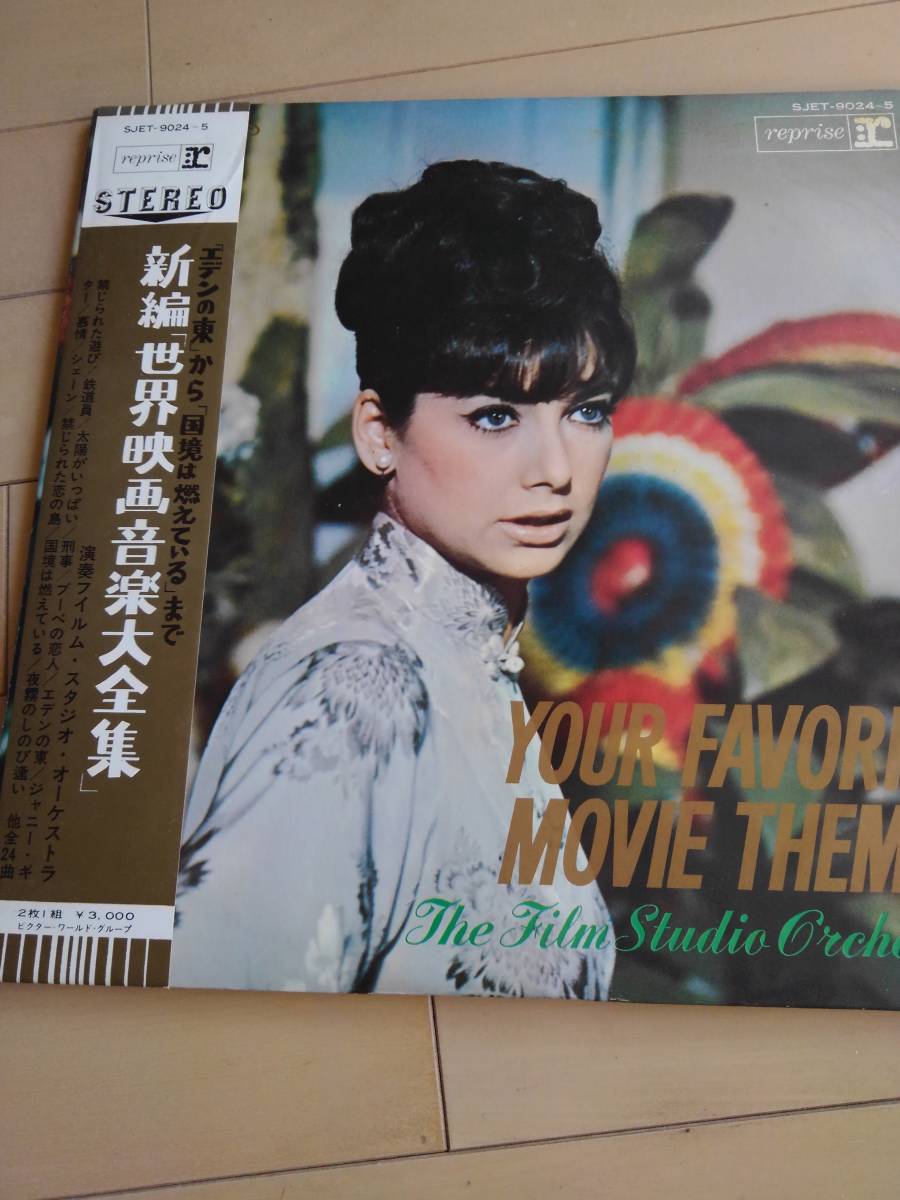 SJET-9024~5
reprise
STEREO
「エデンの東」から「国境は燃えている」まで
新編「世界映画音楽大全集」
演奏フイルム・スタジオ・オーケストラ
禁じられた遊び/鉄道員/太陽がいっぱい/刑事/ブーベの恋人/エデンの東/ジャニー・ギ
ター/慕情/シェーン/禁じられた恋の島/国境は燃えている/夜霧のしのび逢い 他全24曲
2枚1組 ¥3,000
ビクター・ワールド・グループ
SJET-9024~5
reprise
YOUR FAVORI
MOVIE THEM
The Film Studio Orche